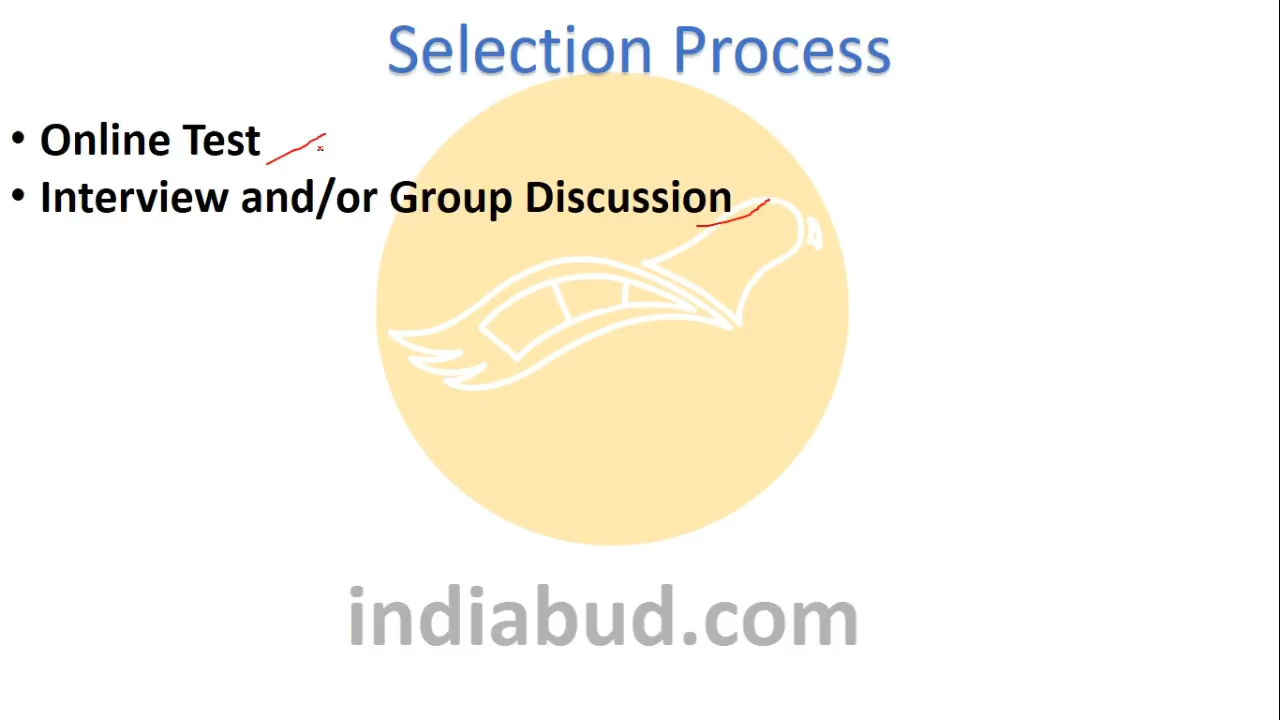 Selection Process
• Online Test
• Interview and/or Group Discussion
indiabud.com